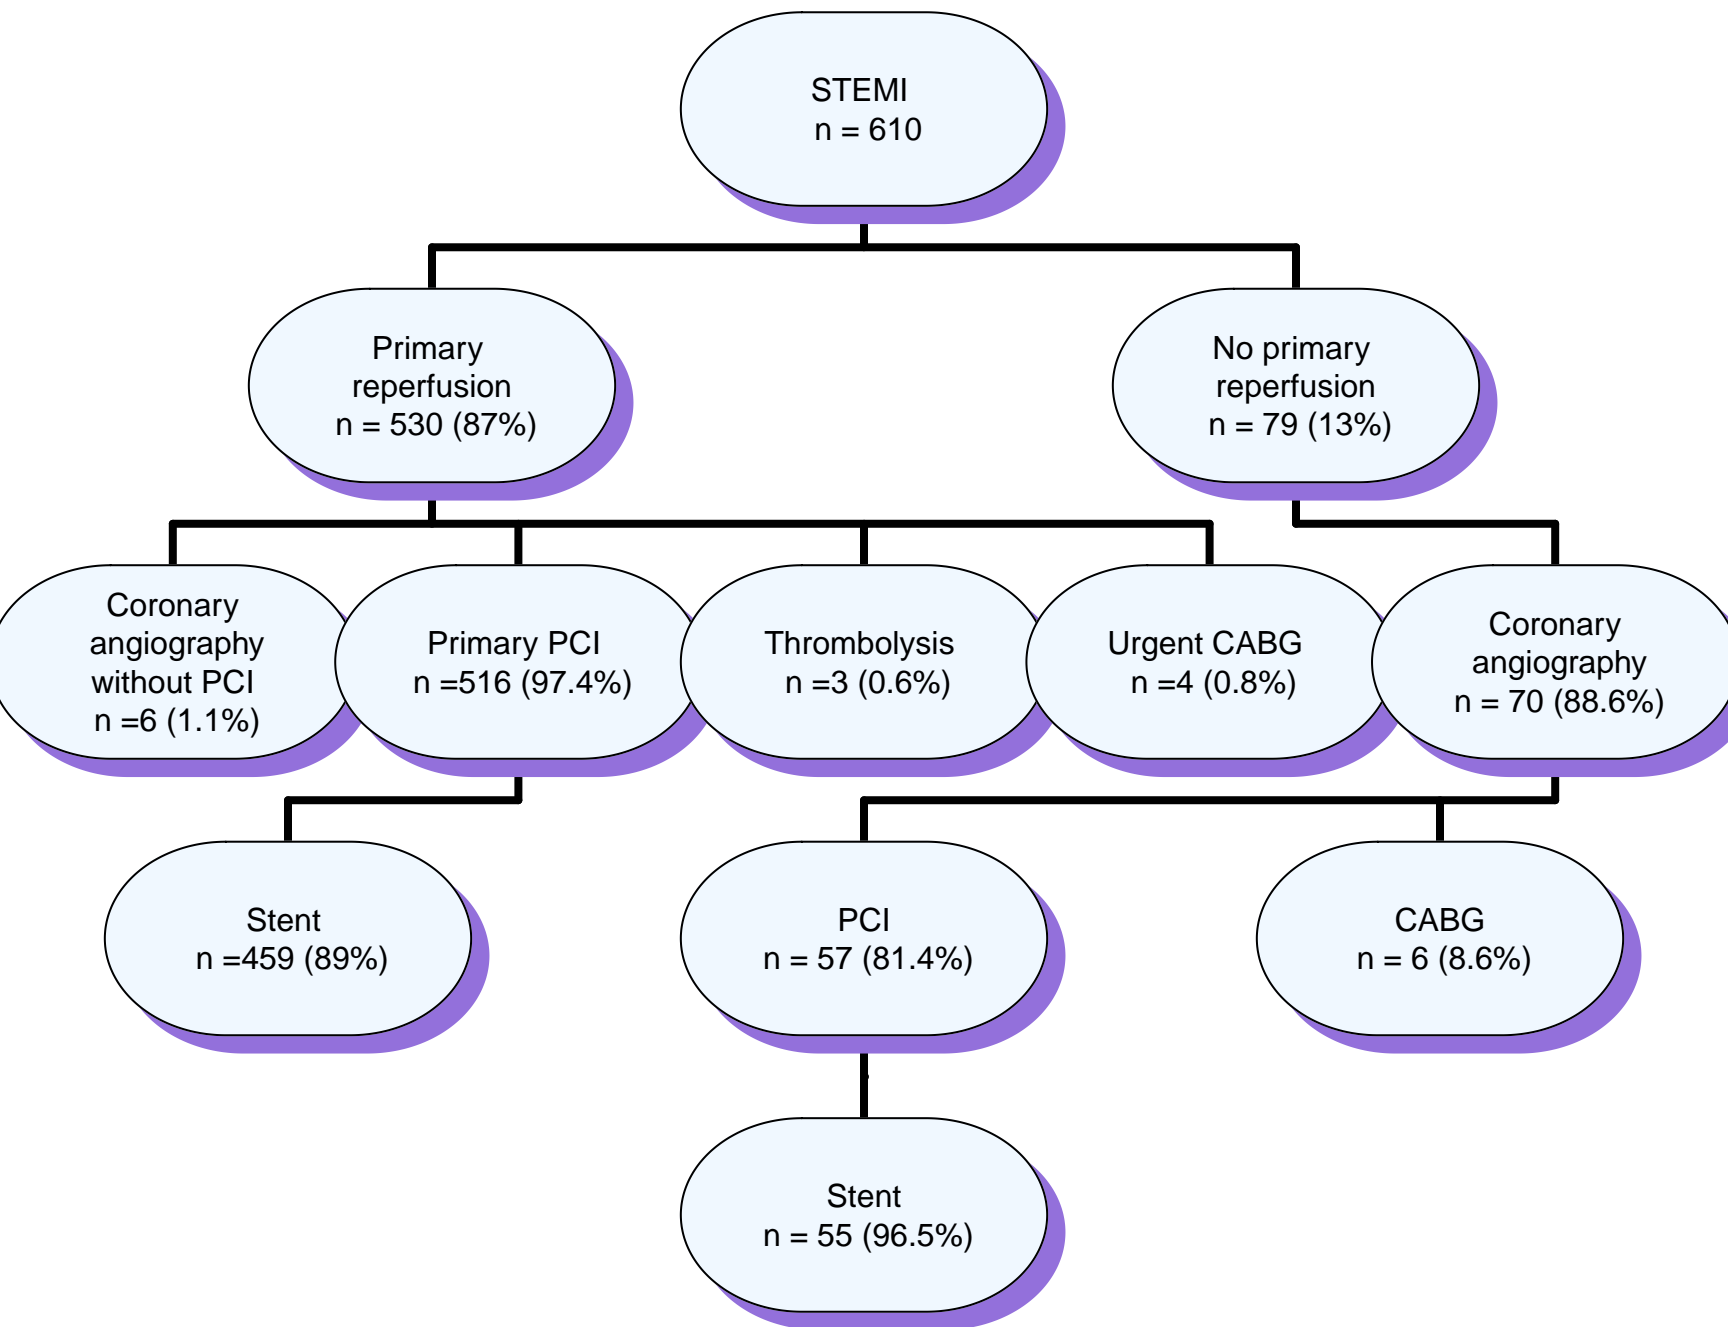 STEMI
n = 610
Primary
reperfusion
n = 530 (87%)
No primary
reperfusion
n = 79 (13%)
Coronary
angiography
without PCI
n =6 (1.1%)
Primary PCI
n =516 (97.4%)
Thrombolysis
n =3 (0.6%)
Urgent CABG
n =4 (0.8%)
Coronary
angiography
n = 70 (88.6%)
Stent
n =459 (89%)
PCI
n = 57 (81.4%)
CABG
n = 6 (8.6%)
Stent
n = 55 (96.5%)